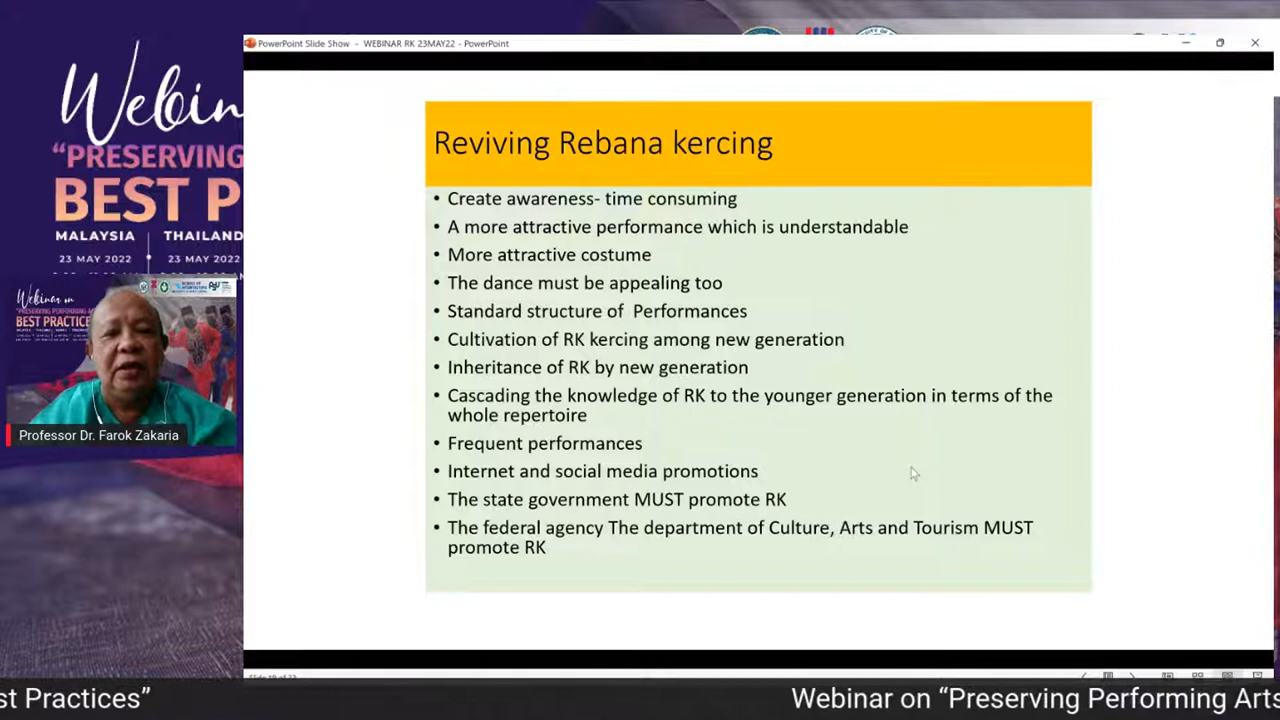 PowerPoint Slide Show - WEBINAR RK 23MAY22 - PowerPoint
Webin
“PRESERVING
BEST P
MALAYSIA | THAILAND
23 MAY 2022 23 MAY 2022
Reviving Rebana kercing
• Create awareness- time consuming
• A more attractive performance which is understandable
• More attractive costume
• The dance must be appealing too
• Standard structure of Performances
• Cultivation of RK kercing among new generation
• Inheritance of RK by new generation
• Cascading the knowledge of RK to the younger generation in terms of the
whole repertoire
• Frequent performances
• Internet and social media promotions
• The state government MUST promote RK
• The federal agency The department of Culture, Arts and Tourism MUST
promote RK
Webinar on
“PRESERVING PERFORMING
BEST PRACTICE
Professor Dr. Farok Zakaria
st Practices” Webinar on “Preserving Performing Arts